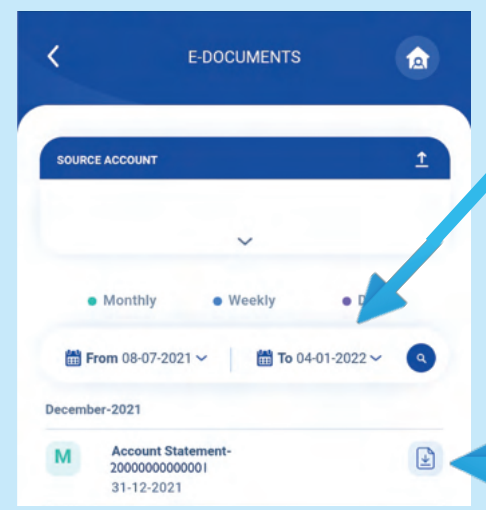 E-DOCUMENTS
SOURCE ACCOUNT
Monthly Weekly
From 08-07-2021 To 04-01-2022
December-2021
M Account Statement-
20000000000001
31-12-2021